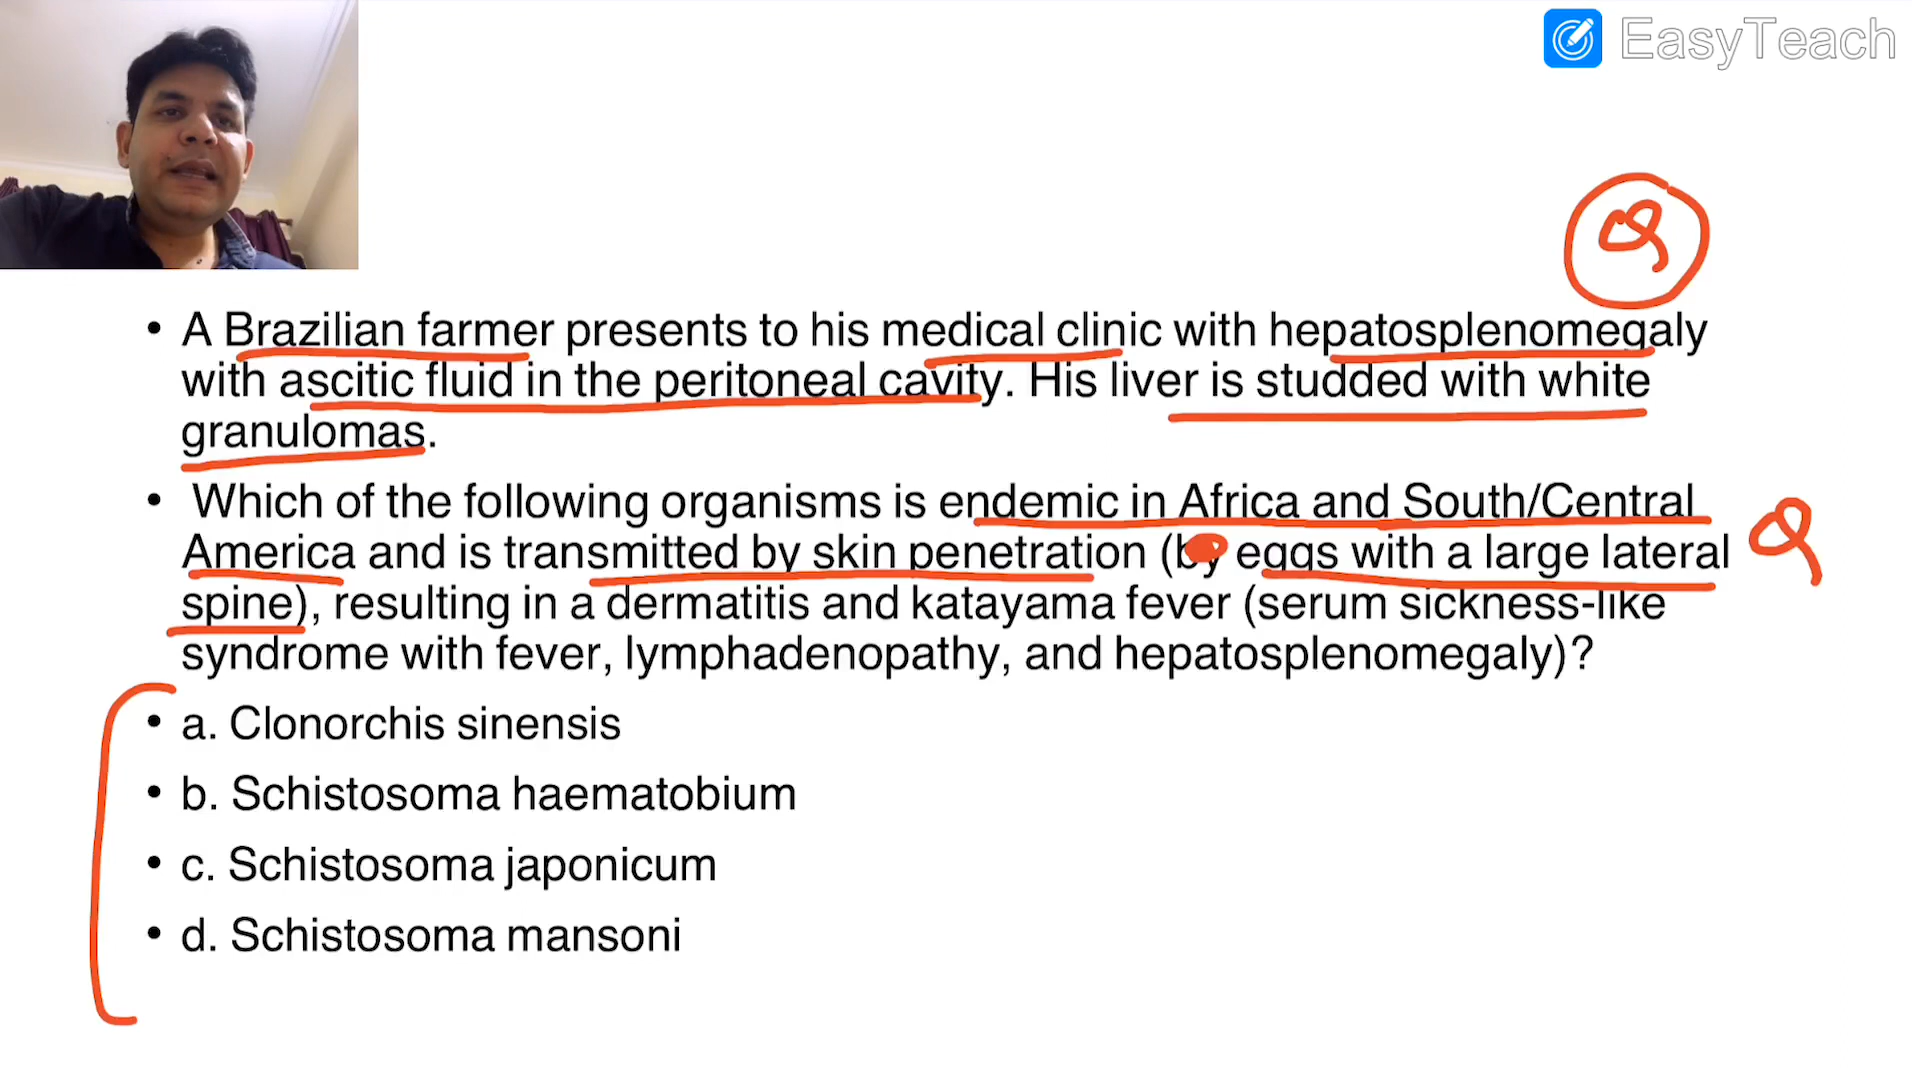 EasyTeach
Q
• A Brazilian farmer presents to his medical clinic with hepatosplenomegaly
with ascitic fluid in the peritoneal cavity. His liver is studded with white
granulomas.
• Which of the following organisms is endemic in Africa and South/Central
America and is transmitted by skin penetration (by eggs with a large lateral
Q
spine), resulting in a dermatitis and katayama fever (serum sickness-like
syndrome with fever, lymphadenopathy, and hepatosplenomegaly)?
• a. Clonorchis sinensis
• b. Schistosoma haematobium
• c. Schistosoma japonicum
• d. Schistosoma mansoni